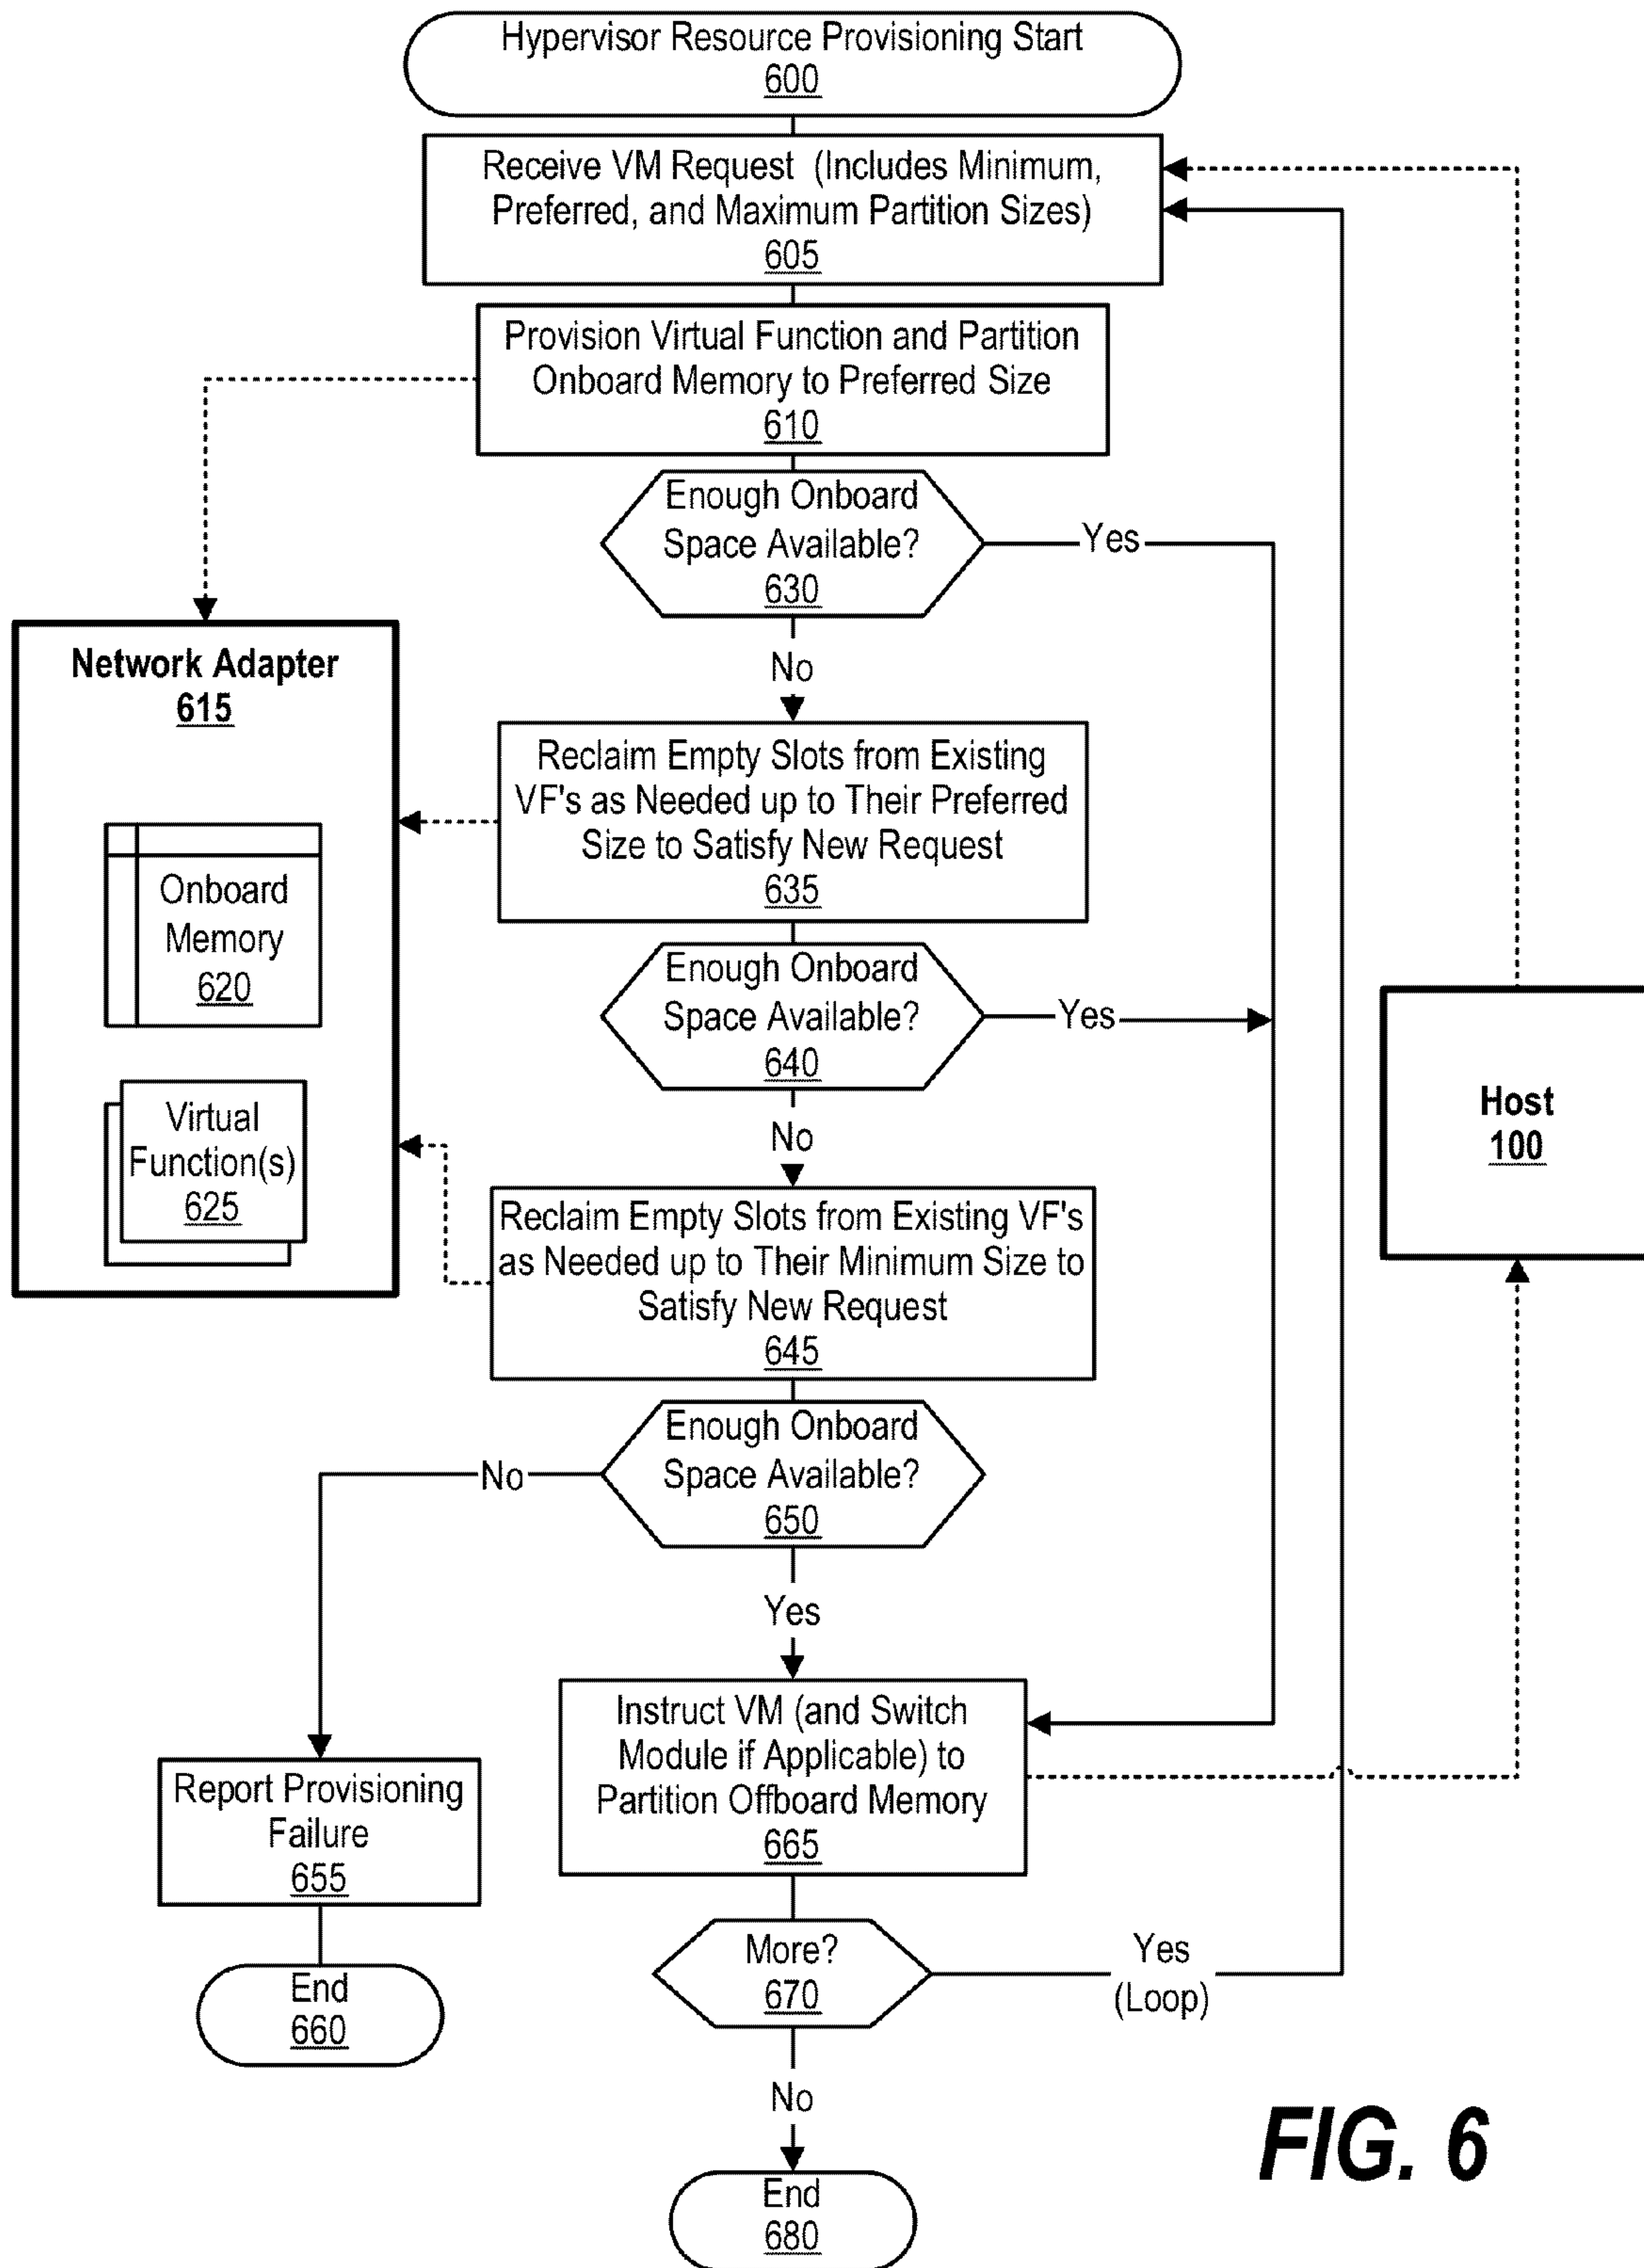 Hypervisor Resource Provisioning Start
600
Receive VM Request (Includes Minimum,
Preferred, and Maximum Partition Sizes)
605
Provision Virtual Function and Partition
Onboard Memory to Preferred Size
610
Enough Onboard
Space Available?
630
Yes
No
Network Adapter
615
Onboard
Memory
620
Virtual
Function(s)
625
Reclaim Empty Slots from Existing
VF's as Needed up to Their Preferred
Size to Satisfy New Request
635
Enough Onboard
Space Available?
640
Yes
No
Host
100
Reclaim Empty Slots from Existing VF's
as Needed up to Their Minimum Size to
Satisfy New Request
645
Enough Onboard
Space Available?
650
No
Yes
Report Provisioning
Failure
655
End
660
Instruct VM (and Switch
Module if Applicable) to
Partition Offboard Memory
665
More?
670
Yes
(Loop)
No
End
680
FIG. 6